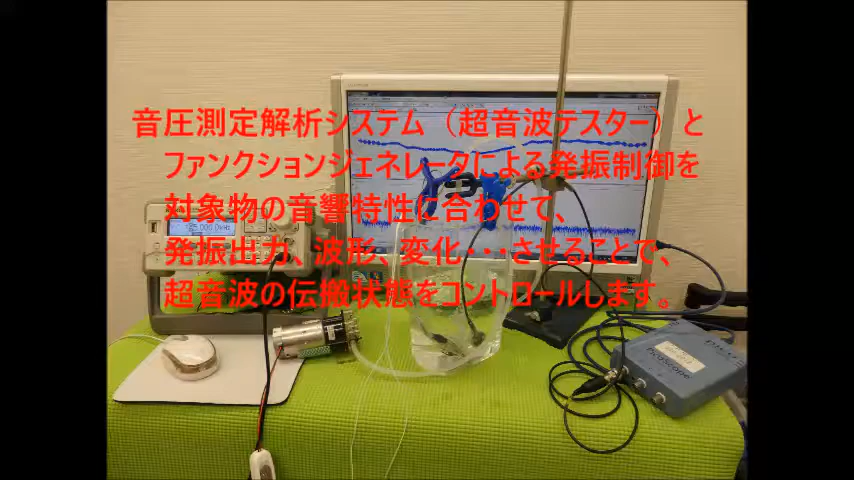 音圧測定解析システム（超音波テスター）と
ファンクションジェネレータによる発振制御を
対象物の音響特性に合わせて、
発振出力、波形、変化・・・させることで、
超音波の伝搬状態をコントロールします。